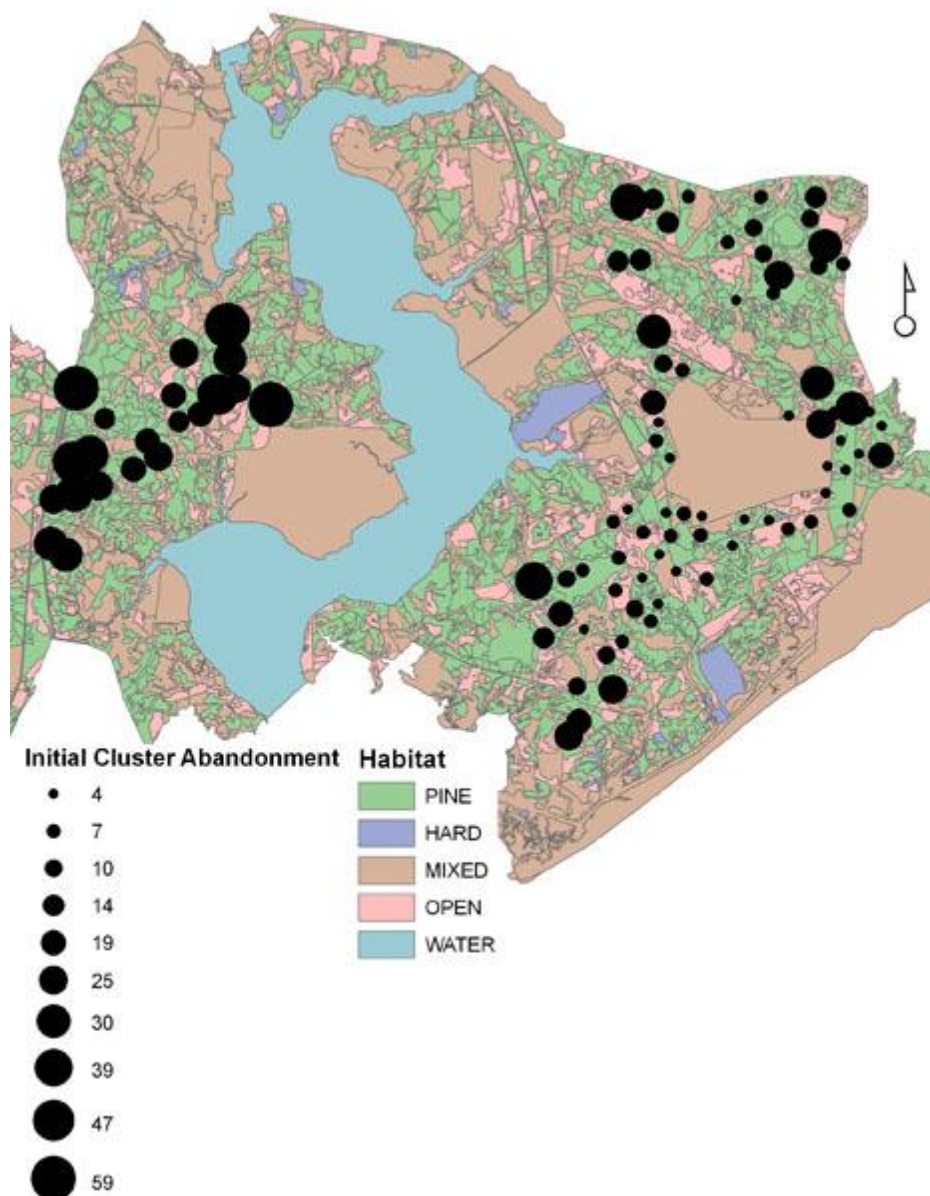 Initial Cluster Abandonment
4
7
10
14
19
25
30
39
47
59
Habitat
PINE
HARD
MIXED
OPEN
WATER